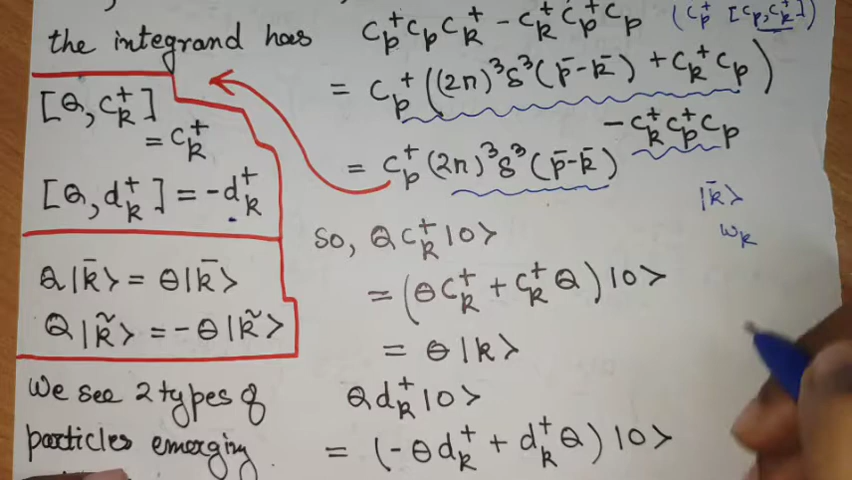 the integrand has
[Q, c_k^+]
= c_k^+
[Q, d_k^+] = -d_k^+
Q|k̄> = θ|k̄>
Q|k̃> = -θ|k̃>
We see 2 types of
particles emerging
c_p^+ c_p c_k^+ - c_k^+ c_p^+ c_p (c_p^+ [c_p, c_k^+])
= c_p^+ ((2π)^3 δ^3(p̄-k̄) + c_k^+ c_p)
- c_k^+ c_p^+ c_p
= c_p^+ (2π)^3 δ^3(p̄-k̄)
|k̄>
ω_k
So, Q c_k^+ |0>
= (θ c_k^+ + c_k^+ Q) |0>
= θ|k>
Q d_k^+ |0>
= (-θ d_k^+ + d_k^+ Q) |0>